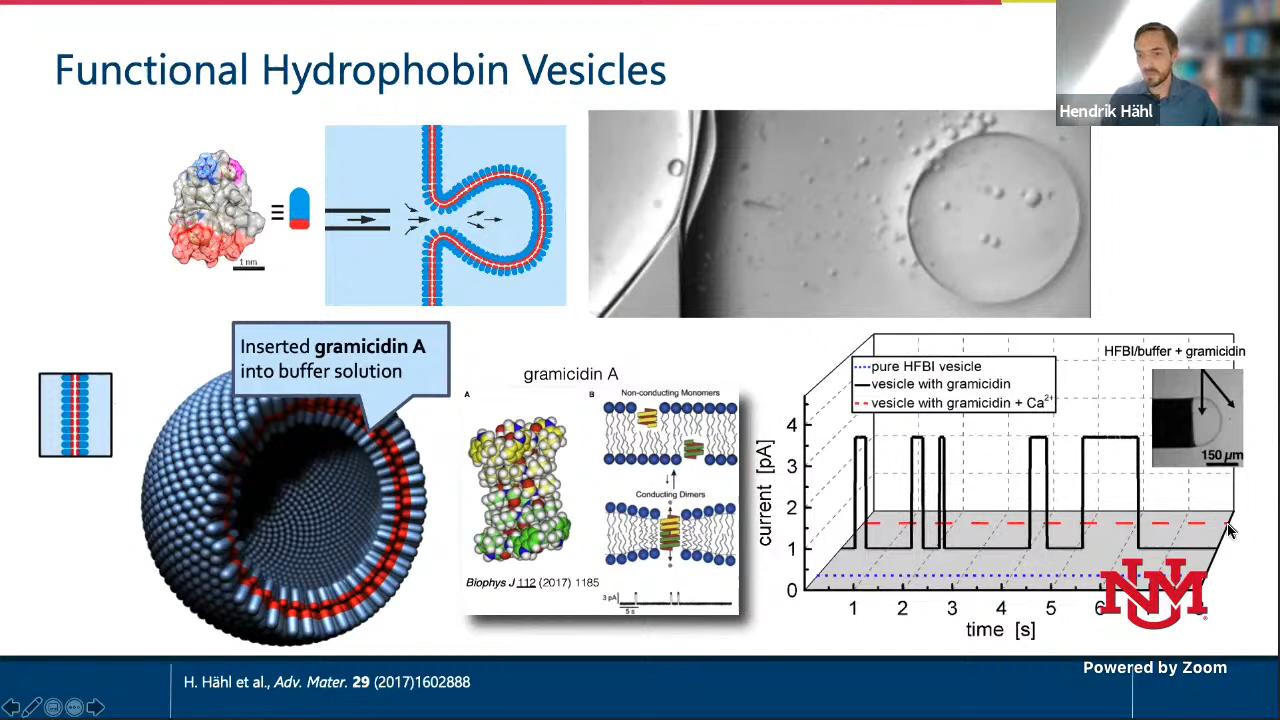 Functional Hydrophobin Vesicles
Hendrik Hähl
1 nm
Inserted gramicidin A
into buffer solution
gramicidin A
A
B
Non-conducting Monomers
Conducting Dimers
Biophys J 112 (2017) 1185
3 pA
5 s
HFBI/buffer + gramicidin
pure HFBI vesicle
vesicle with gramicidin
vesicle with gramicidin + Ca²⁺
150 µm
current [pA]
4
3
2
1
0
1 2 3 4 5 6
time [s]
NM
Powered by Zoom
H. Hähl et al., Adv. Mater. 29 (2017)1602888